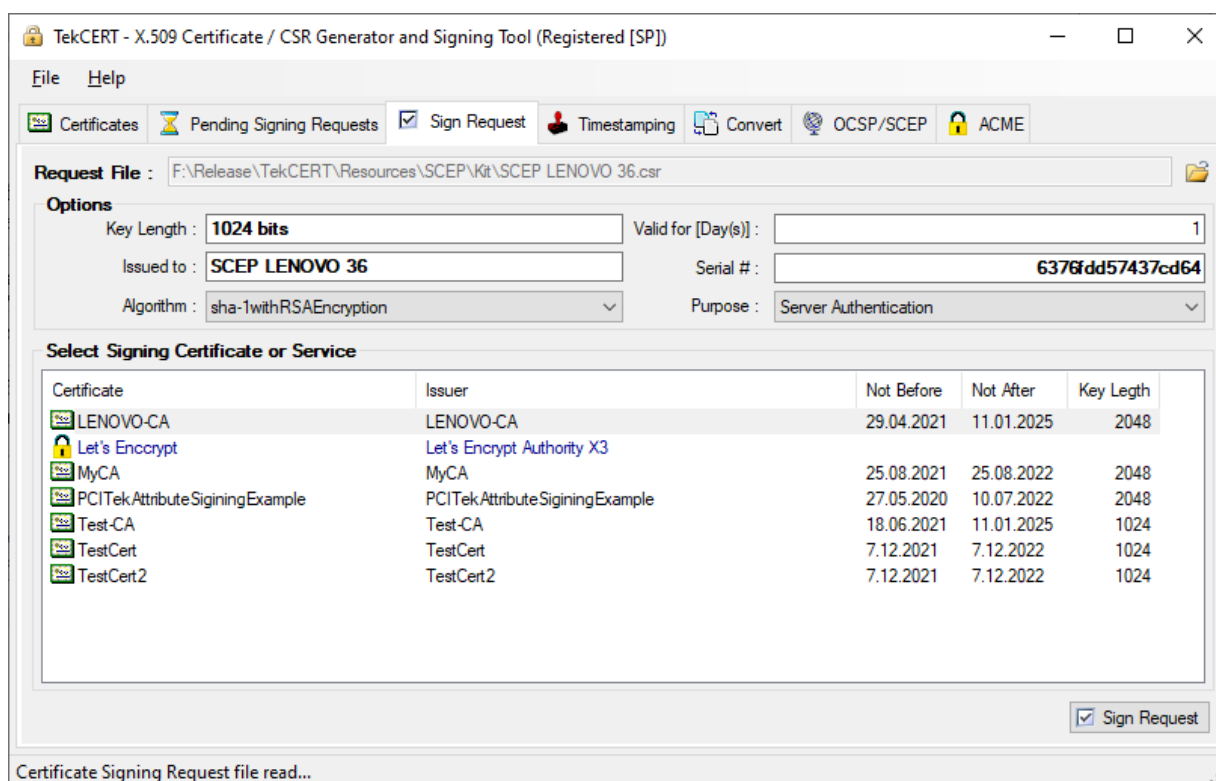 TekCERT - X.509 Certificate / CSR Generator and Signing Tool (Registered [SP])
File Help
Certificates Pending Signing Requests Sign Request Timestamping Convert OCSP/SCEP ACME
Request File : F:\Release\TekCERT\Resources\SCEP\Kit\SCEP LENOVO 36.csr
Options
Key Length : 1024 bits Valid for [Day(s)] : 1
Issued to : SCEP LENOVO 36 Serial # : 6376fdd57437cd64
Algorithm : sha-1withRSAEncryption Purpose : Server Authentication
Select Signing Certificate or Service
Certificate Issuer Not Before Not After Key Legth
LENOVO-CA LENOVO-CA 29.04.2021 11.01.2025 2048
Let's Enccrypt Let's Encrypt Authority X3
MyCA MyCA 25.08.2021 25.08.2022 2048
PCITekAttributeSiginingExample PCITekAttributeSiginingExample 27.05.2020 10.07.2022 2048
Test-CA Test-CA 18.06.2021 11.01.2025 1024
TestCert TestCert 7.12.2021 7.12.2022 1024
TestCert2 TestCert2 7.12.2021 7.12.2022 1024
Sign Request
Certificate Signing Request file read...